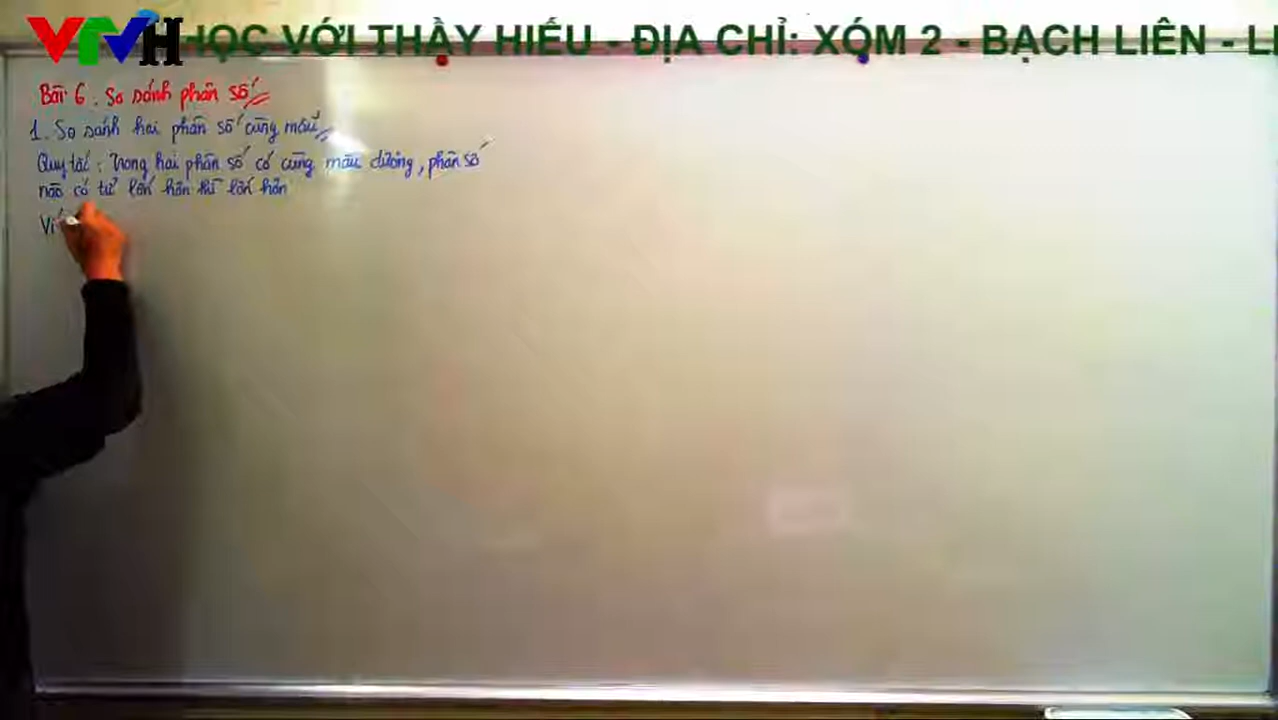 VTVH HỌC VỚI THẦY HIẾU - ĐỊA CHỈ: XÓM 2 - BẠCH LIÊN - LI
Bài 6. So sánh phân số
1. So sánh hai phân số cùng mẫu
Quy tắc: Trong hai phân số có cùng mẫu dương, phân số
nào có tử lớn hơn thì lớn hơn
Ví